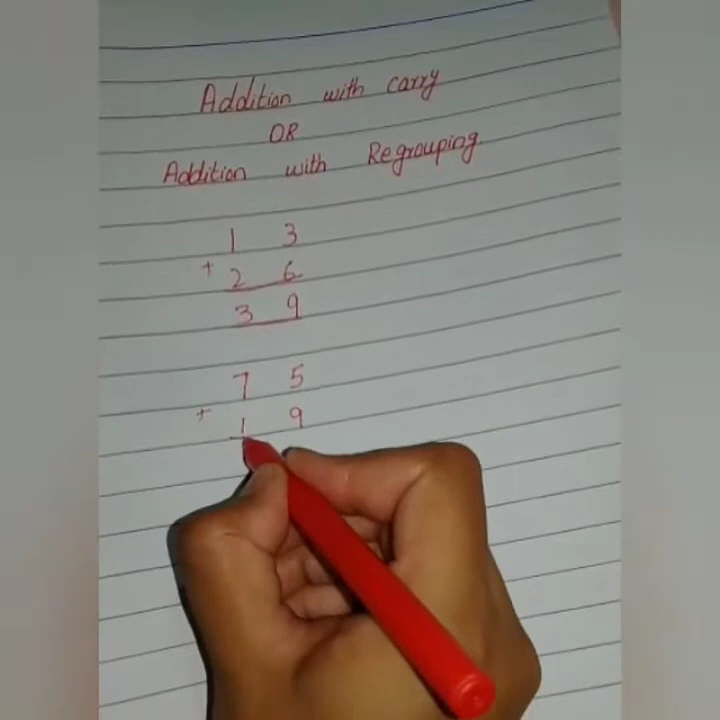 Addition with carry
OR
Addition with Regrouping
1 3
+ 2 6
3 9
7 5
+ 1 9